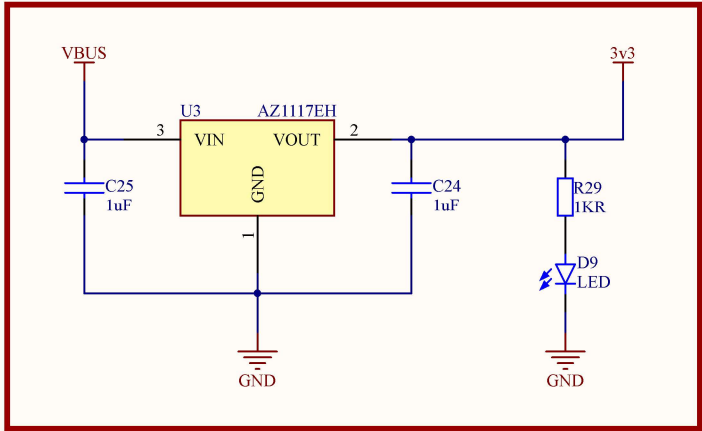 VBUS
3v3
U3
AZ1117EH
3
VIN
VOUT
2
GND
1
C25
1uF
C24
1uF
R29
1KR
D9
LED
GND
GND